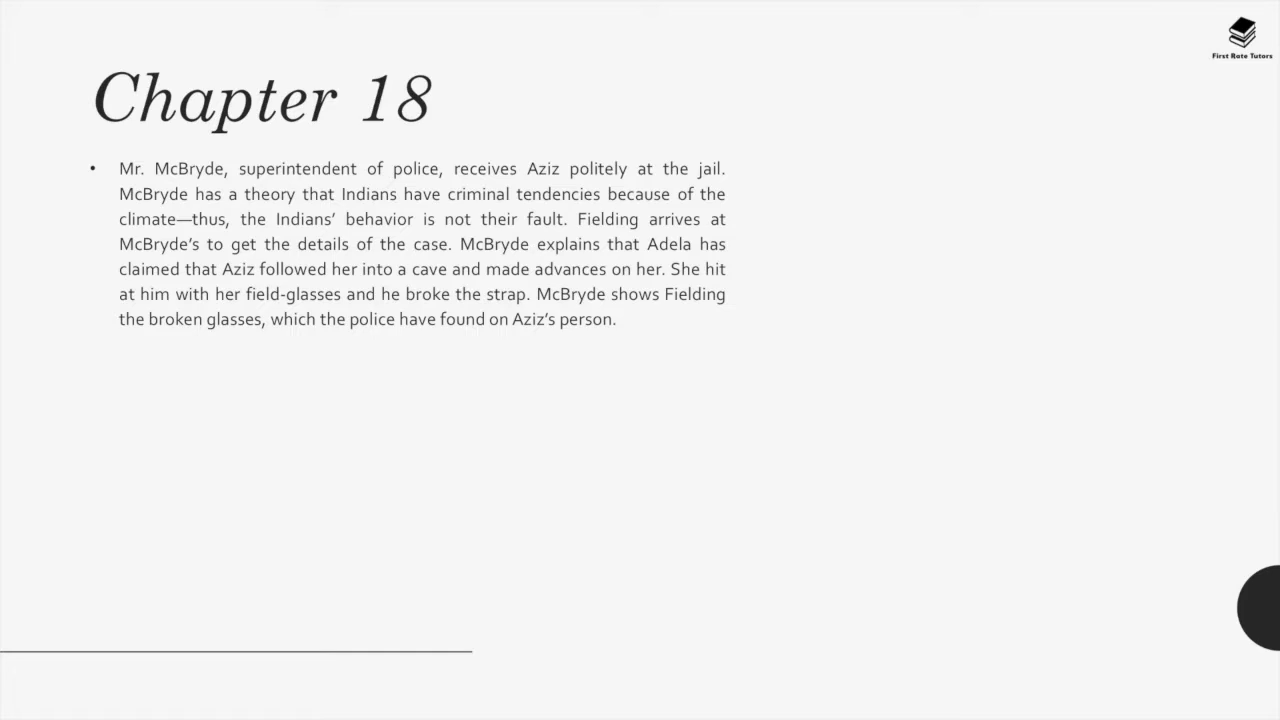 First Rate Tutors
Chapter 18
• Mr. McBryde, superintendent of police, receives Aziz politely at the jail.
McBryde has a theory that Indians have criminal tendencies because of the
climate—thus, the Indians’ behavior is not their fault. Fielding arrives at
McBryde’s to get the details of the case. McBryde explains that Adela has
claimed that Aziz followed her into a cave and made advances on her. She hit
at him with her field-glasses and he broke the strap. McBryde shows Fielding
the broken glasses, which the police have found on Aziz’s person.